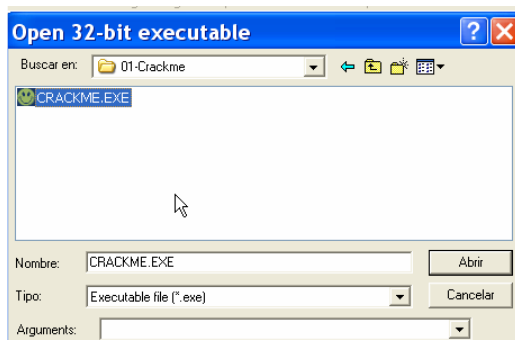 Open 32-bit executable
Buscar en: 01-Crackme
CRACKME.EXE
Nombre: CRACKME.EXE Abrir
Tipo: Executable file (*.exe) Cancelar
Arguments: